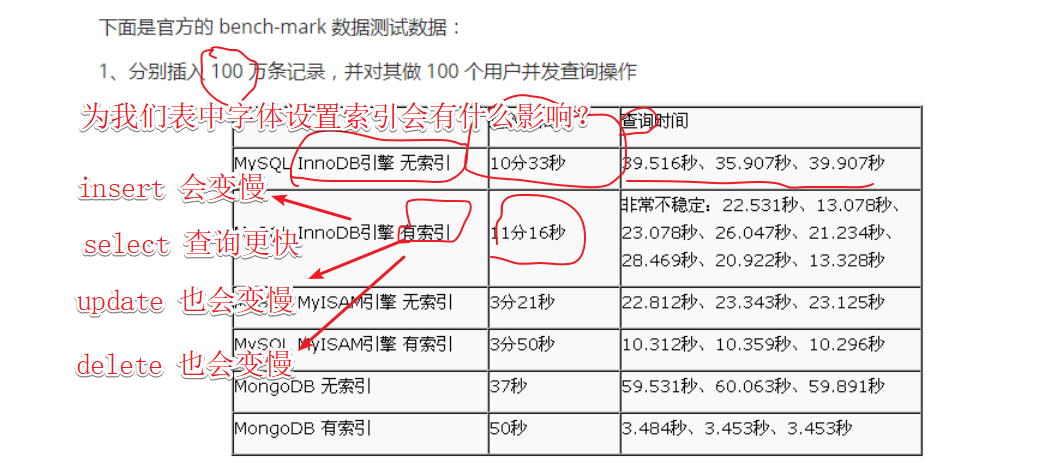 下面是官方的 bench-mark 数据测试数据：
1、分别插入 100 万条记录，并对其做 100 个用户并发查询操作
为我们表中字体设置索引会有什么影响？
查询时间
MySQL InnoDB引擎 无索引 10分33秒 39.516秒、35.907秒、39.907秒
insert 会变慢
InnoDB引擎 有索引 11分16秒 非常不稳定：22.531秒、13.078秒、
23.078秒、26.047秒、21.234秒、
28.469秒、20.922秒、13.328秒
select 查询更快
update 也会变慢
MyISAM引擎 无索引 3分21秒 22.812秒、23.343秒、23.125秒
MySQL MyISAM引擎 有索引 3分50秒 10.312秒、10.359秒、10.296秒
delete 也会变慢
MongoDB 无索引 37秒 59.531秒、60.063秒、59.891秒
MongoDB 有索引 50秒 3.484秒、3.453秒、3.453秒